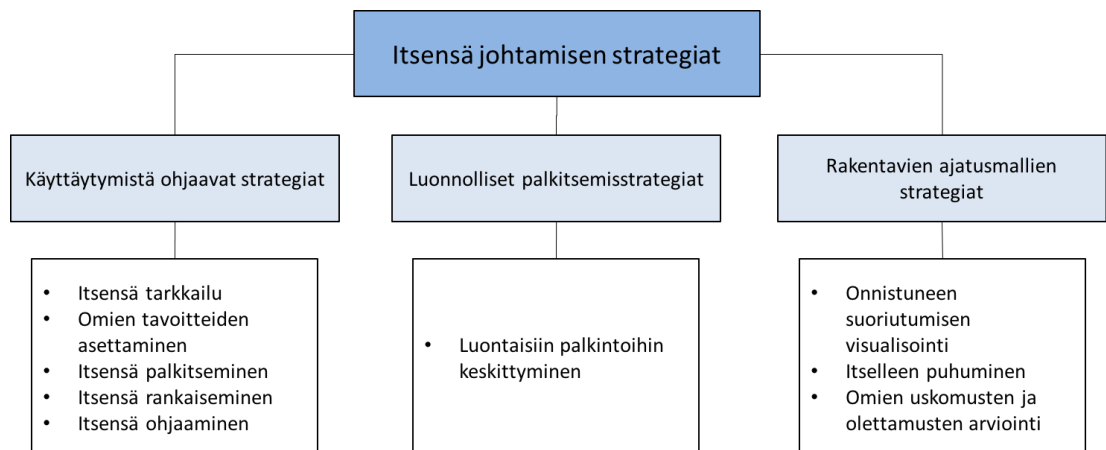 Itsensä johtamisen strategiat
Käyttäytymistä ohjaavat strategiat
Luonnolliset palkitsemisstrategiat
Rakentavien ajatusmallien
strategiat
• Itsensä tarkkailu
• Omien tavoitteiden
asettaminen
• Itsensä palkitseminen
• Itsensä rankaiseminen
• Itsensä ohjaaminen
• Luontaisiin palkintoihin
keskittyminen
• Onnistuneen
suoriutumisen
visualisointi
• Itselleen puhuminen
• Omien uskomusten ja
olettamusten arviointi